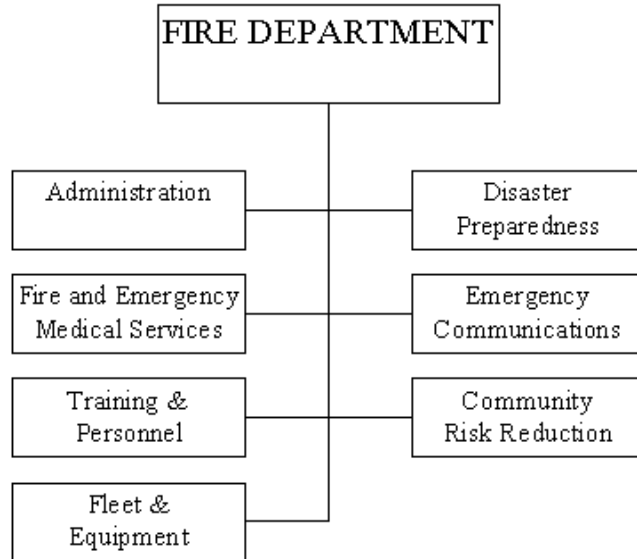 FIRE DEPARTMENT
Administration
Disaster
Preparedness
Fire and Emergency
Medical Services
Emergency
Communications
Training &
Personnel
Community
Risk Reduction
Fleet &
Equipment